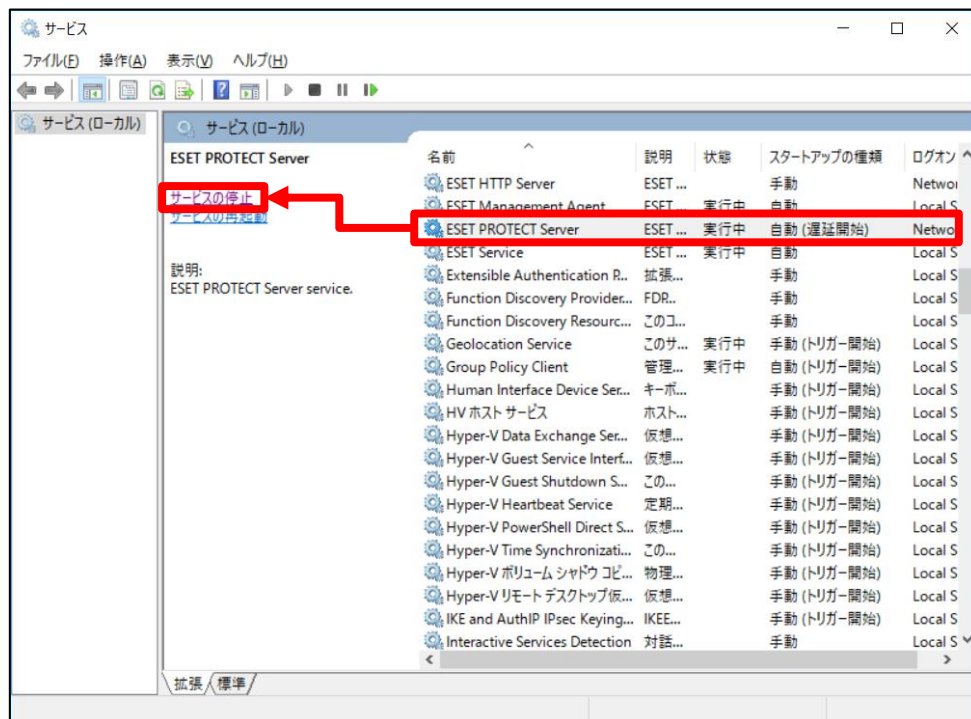 サービス
ファイル(F) 操作(A) 表示(V) ヘルプ(H)
サービス (ローカル)
サービス (ローカル)
ESET PROTECT Server
サービスの停止
サービスの再起動
説明:
ESET PROTECT Server service.
名前 説明 状態 スタートアップの種類 ログオン
ESET HTTP Server ESET ... 手動 Networ
ESET Management Agent ESET ... 実行中 自動 Local S
ESET PROTECT Server ESET ... 実行中 自動 (遅延開始) Netwo
ESET Service ESET ... 実行中 自動 Local S
Extensible Authentication P... 拡張... 手動 Local S
Function Discovery Provider... FDR.. 手動 Local S
Function Discovery Resourc... このコ... 手動 Local S
Geolocation Service このサ... 実行中 手動 (トリガー開始) Local S
Group Policy Client 管理... 実行中 自動 (トリガー開始) Local S
Human Interface Device Ser... キーボ... 手動 (トリガー開始) Local S
HV ホスト サービス ホスト... 手動 (トリガー開始) Local S
Hyper-V Data Exchange Ser... 仮想... 手動 (トリガー開始) Local S
Hyper-V Guest Service Interf... 仮想... 手動 (トリガー開始) Local S
Hyper-V Guest Shutdown S... この... 手動 (トリガー開始) Local S
Hyper-V Heartbeat Service 定期... 手動 (トリガー開始) Local S
Hyper-V PowerShell Direct S... 仮想... 手動 (トリガー開始) Local S
Hyper-V Time Synchronizati... この... 手動 (トリガー開始) Local S
Hyper-V ボリューム シャドウ コピ... 物理... 手動 (トリガー開始) Local S
Hyper-V リモート デスクトップ仮... 仮想... 手動 (トリガー開始) Local S
IKE and AuthIP IPsec Keying... IKEE... 手動 (トリガー開始) Local S
Interactive Services Detection 対話... 手動 Local S
拡張 標準